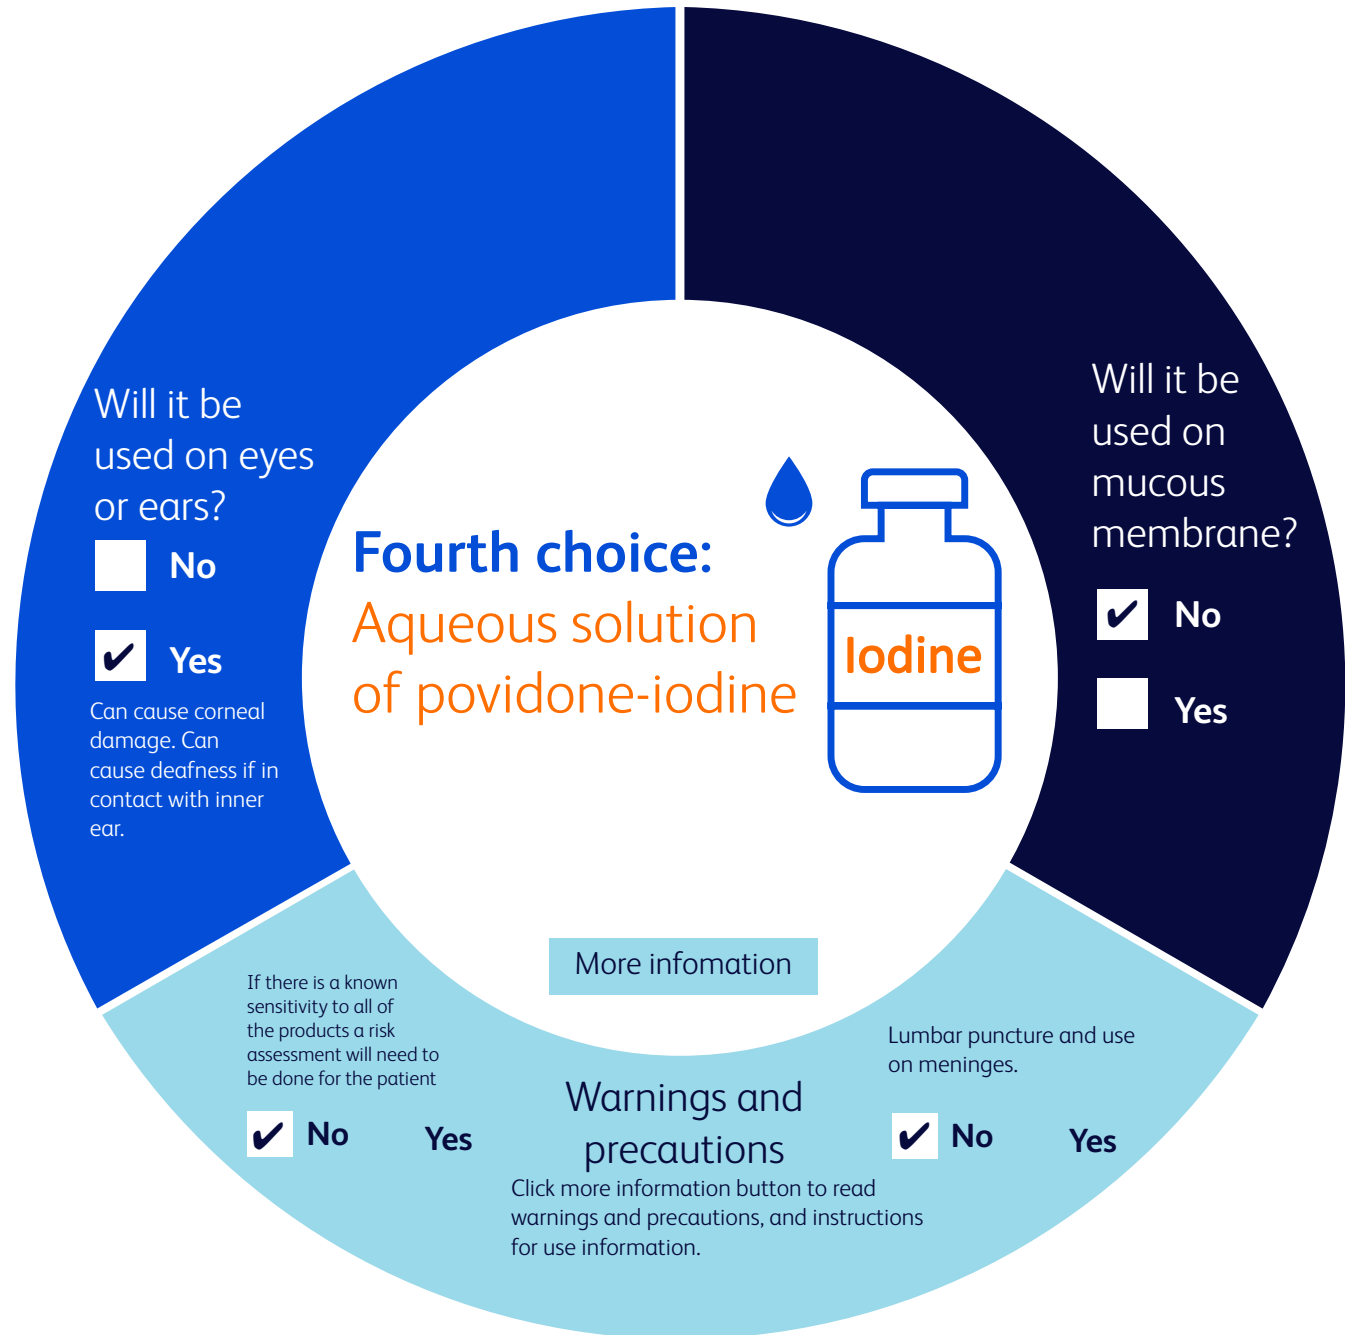 Will it be
used on eyes
or ears?
No
✔ Yes
Can cause corneal
damage. Can
cause deafness if in
contact with inner
ear.
Fourth choice:
Aqueous solution
of povidone-iodine
Iodine
Will it be
used on
mucous
membrane?
✔ No
Yes
More infomation
If there is a known
sensitivity to all of
the products a risk
assessment will need to
be done for the patient
✔ No Yes
Warnings and
precautions
Click more information button to read
warnings and precautions, and instructions
for use information.
Lumbar puncture and use
on meninges.
✔ No Yes